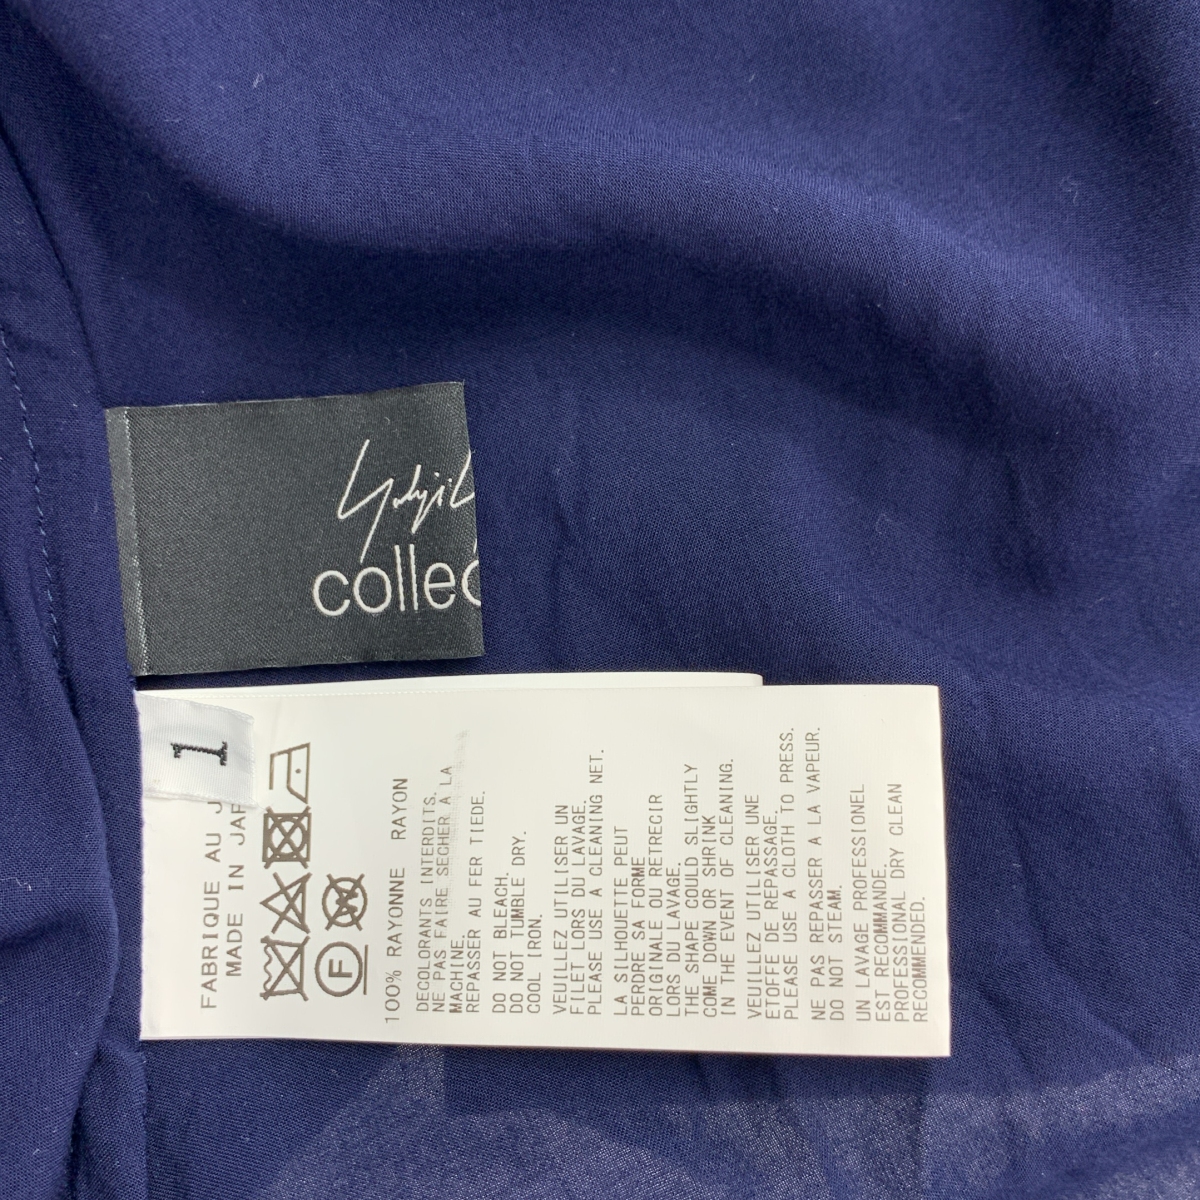 Yohji Y
collec
1
FABRIQUE AU J
MADE IN JAP
F
W
100% RAYONNE RAYON
DECOLORANTS INTERDITS.
NE PAS FAIRE SECHER A LA
MACHINE.
REPASSER AU FER TIEDE.
DO NOT BLEACH.
DO NOT TUMBLE DRY.
COOL IRON.
VEUILLEZ UTILISER UN
FILET LORS DU LAVAGE.
PLEASE USE A CLEANING NET.
LA SILHOUETTE PEUT
PERDRE SA FORME
ORIGINALE OU RETRECIR
LORS DU LAVAGE.
THE SHAPE COULD SLIGHTLY
COME DOWN OR SHRINK
IN THE EVENT OF CLEANING.
VEUILLEZ UTILISER UNE
ETOFFE DE REPASSAGE.
PLEASE USE A CLOTH TO PRESS.
NE PAS REPASSER A LA VAPEUR.
DO NOT STEAM.
UN LAVAGE PROFESSIONEL
EST RECOMMANDE.
PROFESSIONAL DRY CLEAN
RECOMMENDED.